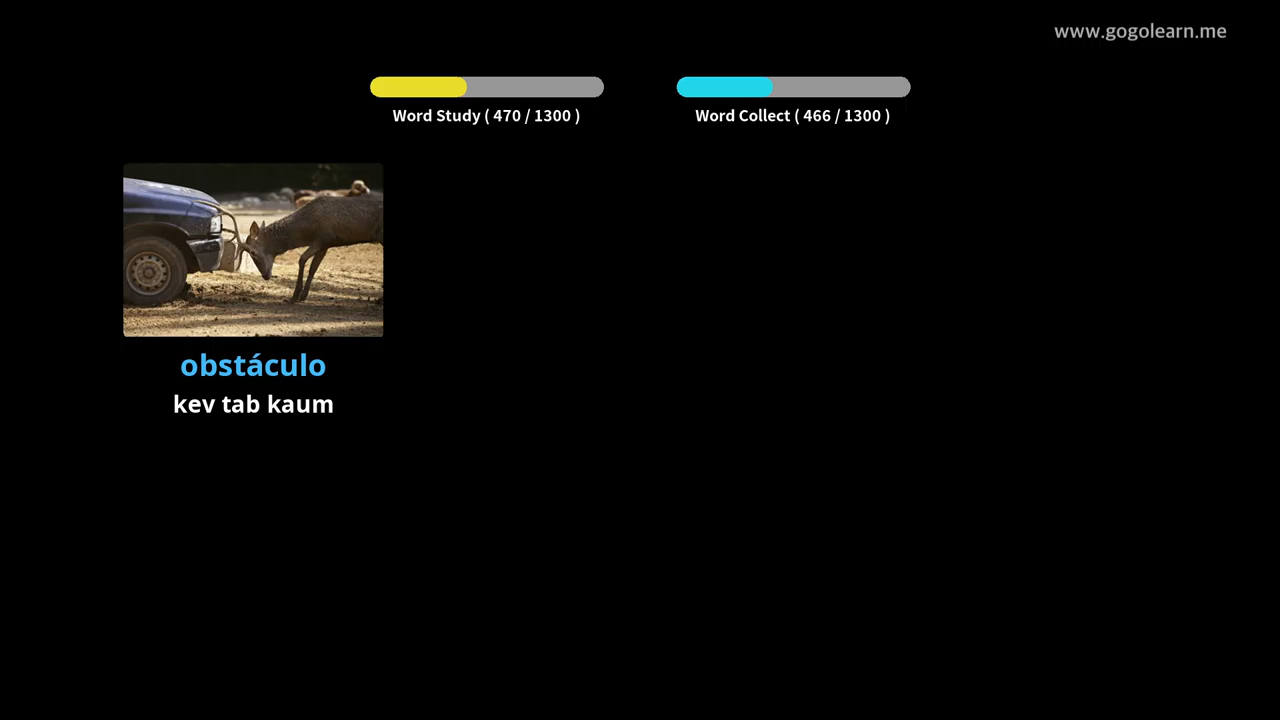 www.gogolearn.me
Word Study ( 470 / 1300 )
Word Collect ( 466 / 1300 )
obstáculo
kev tab kaum